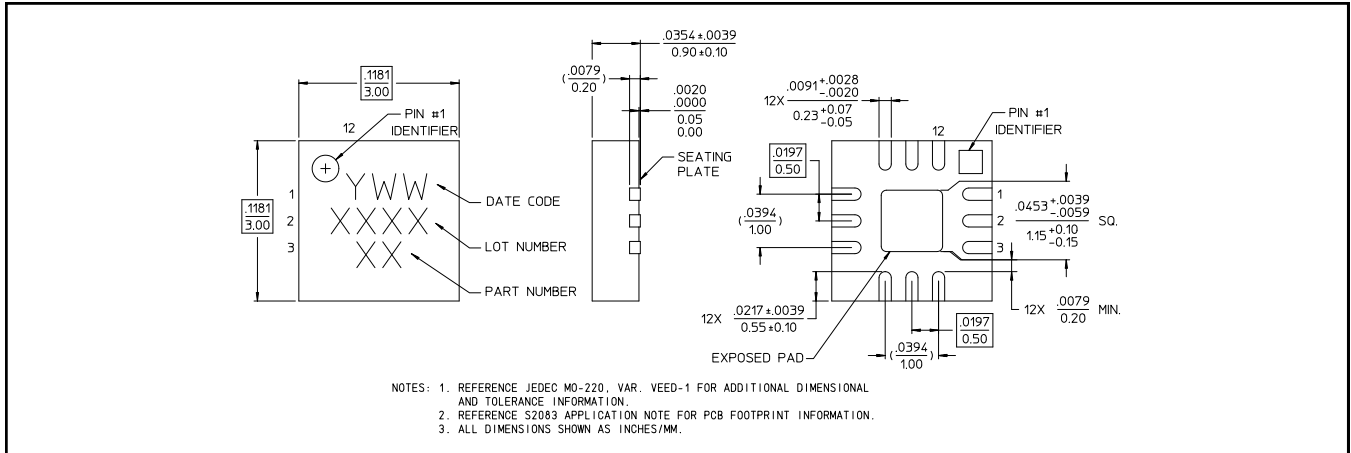 .1181
3.00
12
PIN #1
IDENTIFIER
.1181
3.00
1
2
3
YWW
XXXX
XX
DATE CODE
LOT NUMBER
PART NUMBER
.0354±.0039
0.90±0.10
(.0079
0.20)
.0020
.0000
0.05
0.00
SEATING
PLATE
12X .0091 +.0028 -.0020
0.23 +0.07 -0.05
12
PIN #1
IDENTIFIER
.0197
0.50
(.0394
1.00)
1
2
3
.0453 +.0039 -.0059
1.15 +0.10 -0.15
SQ.
12X .0217±.0039
0.55±0.10
12X .0079
0.20 MIN.
.0197
0.50
(.0394
1.00)
EXPOSED PAD
NOTES: 1. REFERENCE JEDEC MO-220, VAR. VEED-1 FOR ADDITIONAL DIMENSIONAL
AND TOLERANCE INFORMATION.
2. REFERENCE S2083 APPLICATION NOTE FOR PCB FOOTPRINT INFORMATION.
3. ALL DIMENSIONS SHOWN AS INCHES/MM.